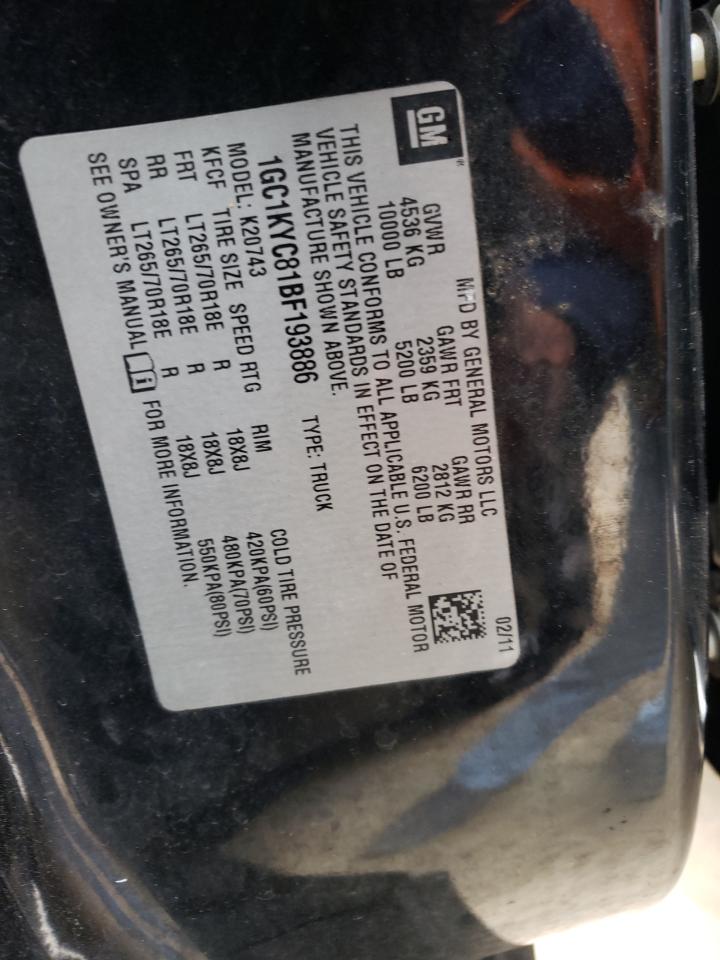 GM
MFD BY GENERAL MOTORS LLC 02/11
GVWR GAWR FRT GAWR RR
4536 KG 2359 KG 2812 KG
10000 LB 5200 LB 6200 LB
THIS VEHICLE CONFORMS TO ALL APPLICABLE U.S. FEDERAL MOTOR
VEHICLE SAFETY STANDARDS IN EFFECT ON THE DATE OF
MANUFACTURE SHOWN ABOVE.
1GC1KYC81BF193886 TYPE: TRUCK
MODEL: K20743
KFCF TIRE SIZE SPEED RTG RIM COLD TIRE PRESSURE
FRT LT265/70R18E R 18X8J 420KPA(60PSI)
RR LT265/70R18E R 18X8J 480KPA(70PSI)
SPA LT265/70R18E R 18X8J 550KPA(80PSI)
SEE OWNER'S MANUAL FOR MORE INFORMATION.